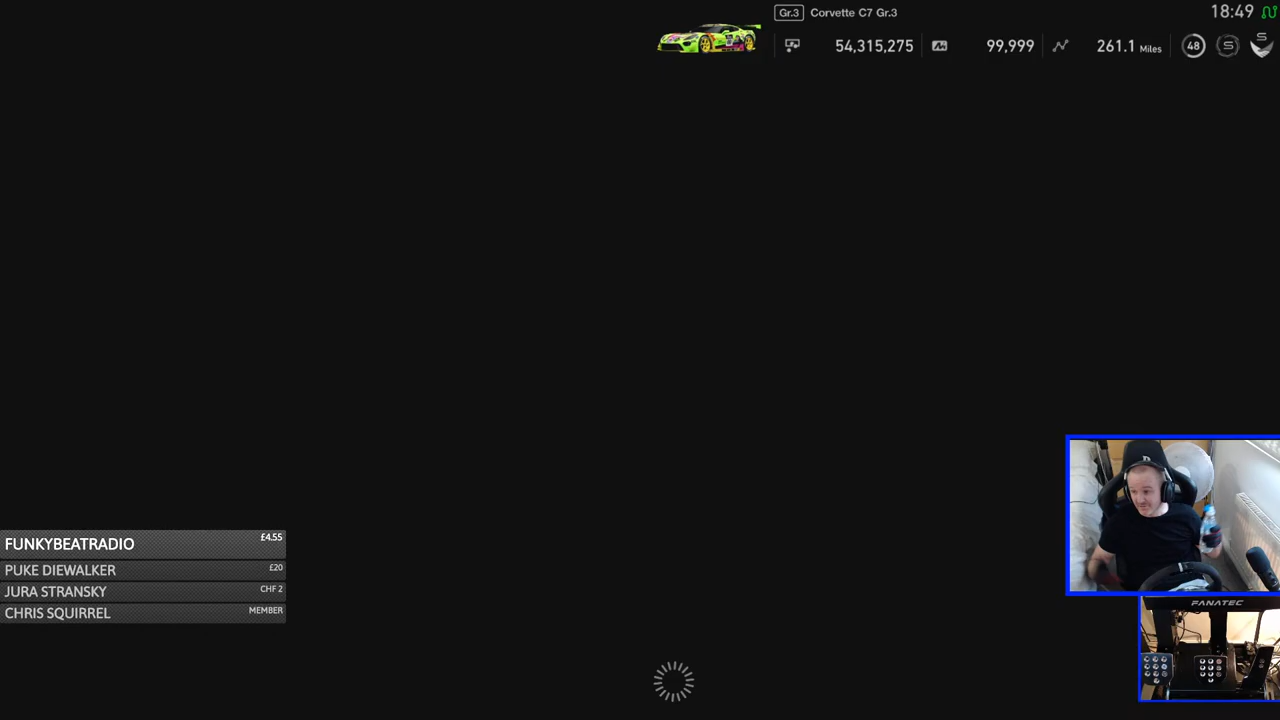 Gr.3 Corvette C7 Gr.3
18:49
54,315,275
99,999
261.1 Miles
48
S
S
FUNKYBEATRADIO £4.55
PUKE DIEWALKER £20
JURA STRANSKY CHF 2
CHRIS SQUIRREL MEMBER
FANATEC